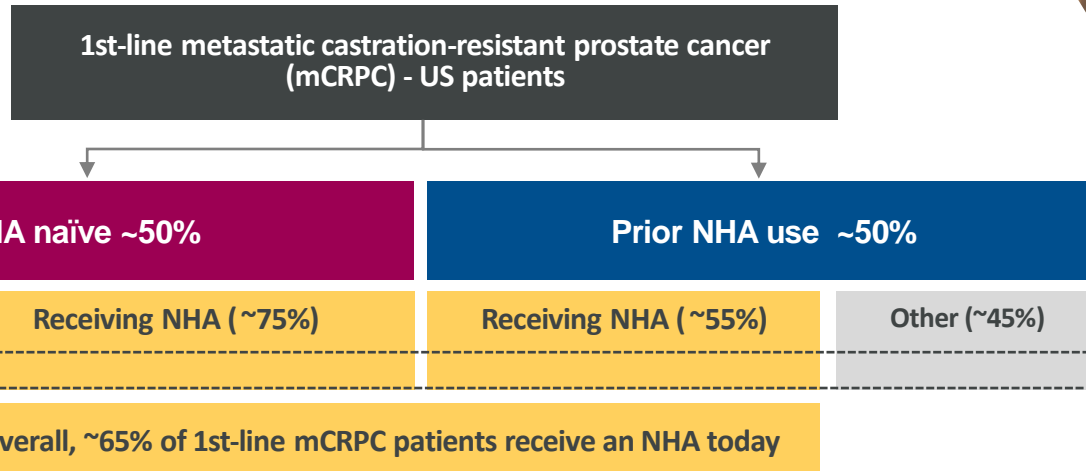 1st-line metastatic castration-resistant prostate cancer
(mCRPC) - US patients
naïve ~50%
Prior NHA use ~50%
Receiving NHA (~75%)
Receiving NHA (~55%)
Other (~45%)
~65% of 1st-line mCRPC patients receive an NHA today